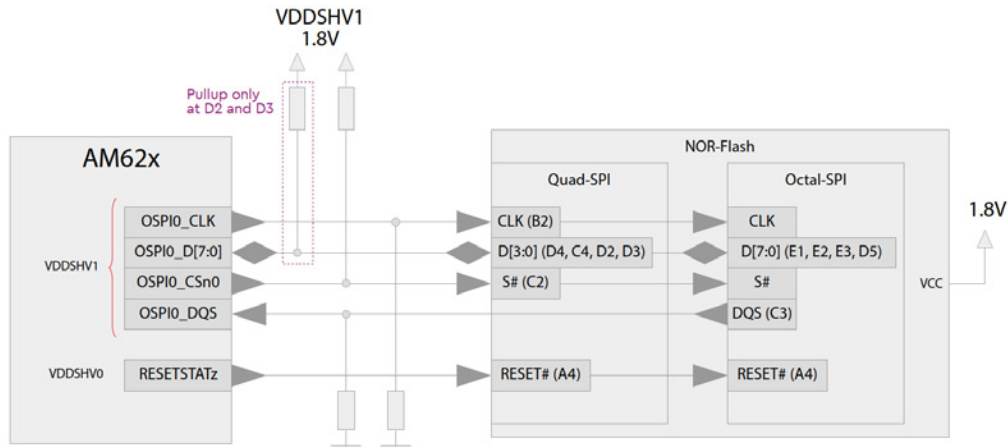 VDDSHV1
1.8V
Pullup only
at D2 and D3
AM62x
NOR-Flash
Quad-SPI
Octal-SPI
1.8V
OSPI0_CLK
CLK (B2)
CLK
OSPI0_D[7:0]
D[3:0] (D4, C4, D2, D3)
D[7:0] (E1, E2, E3, D5)
VDDSHV1
OSPI0_CSn0
S# (C2)
S#
VCC
OSPI0_DQS
DQS (C3)
VDDSHV0
RESETSTATz
RESET# (A4)
RESET# (A4)